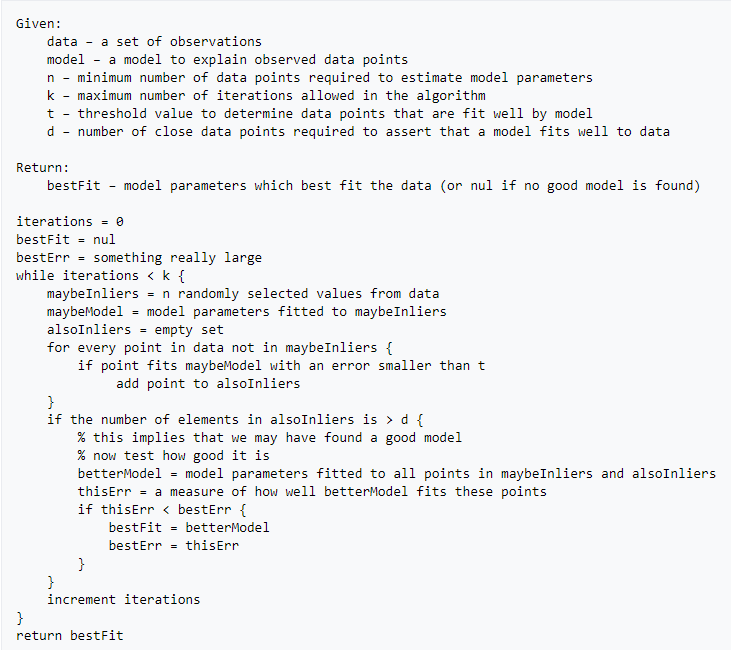 Given:
    data – a set of observations
    model – a model to explain observed data points
    n – minimum number of data points required to estimate model parameters
    k – maximum number of iterations allowed in the algorithm
    t – threshold value to determine data points that are fit well by model
    d – number of close data points required to assert that a model fits well to data

Return:
    bestFit – model parameters which best fit the data (or nul if no good model is found)

iterations = 0
bestFit = nul
bestErr = something really large
while iterations < k {
    maybeInliers = n randomly selected values from data
    maybeModel = model parameters fitted to maybeInliers
    alsoInliers = empty set
    for every point in data not in maybeInliers {
        if point fits maybeModel with an error smaller than t
             add point to alsoInliers
    }
    if the number of elements in alsoInliers is > d {
        % this implies that we may have found a good model
        % now test how good it is
        betterModel = model parameters fitted to all points in maybeInliers and alsoInliers
        thisErr = a measure of how well betterModel fits these points
        if thisErr < bestErr {
            bestFit = betterModel
            bestErr = thisErr
        }
    }
    increment iterations
}
return bestFit